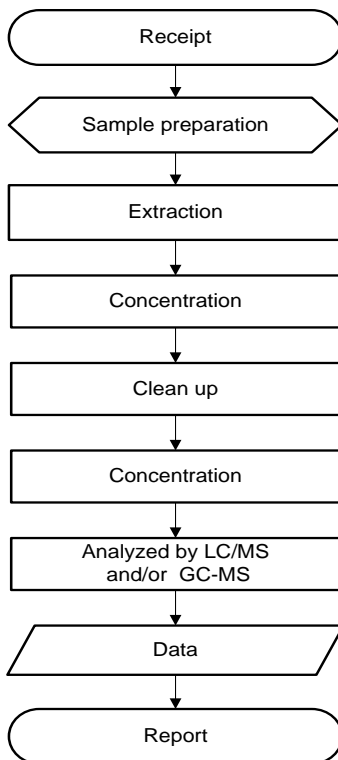 Receipt
Sample preparation
Extraction
Concentration
Clean up
Concentration
Analyzed by LC/MS
and/or GC-MS
Data
Report